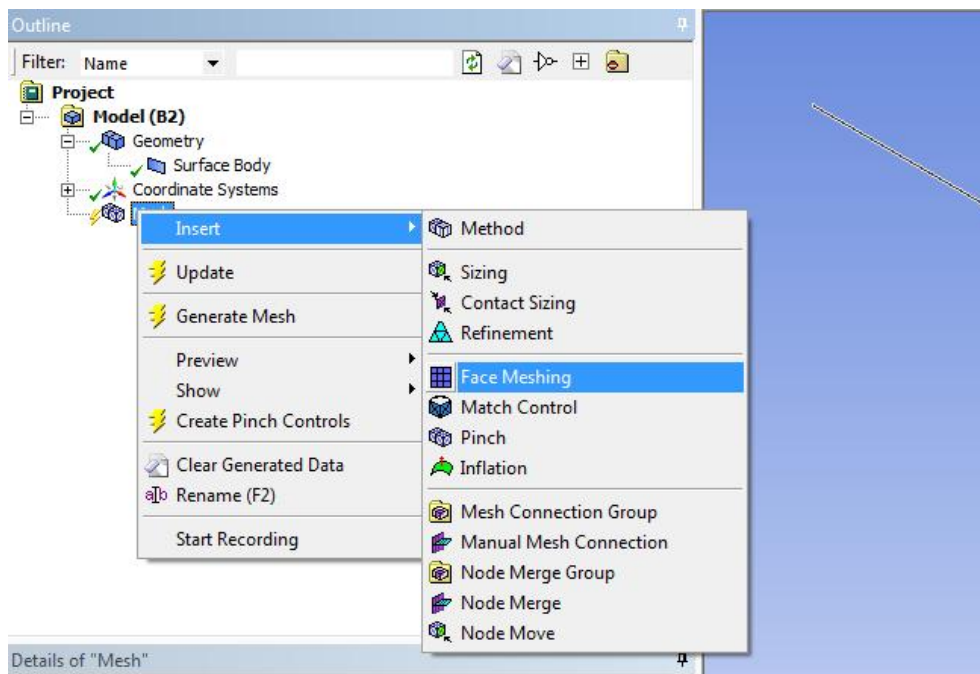 Outline
Filter: Name
Project
Model (B2)
Geometry
Surface Body
Coordinate Systems
Insert
Update
Generate Mesh
Preview
Show
Create Pinch Controls
Clear Generated Data
Rename (F2)
Start Recording
Method
Sizing
Contact Sizing
Refinement
Face Meshing
Match Control
Pinch
Inflation
Mesh Connection Group
Manual Mesh Connection
Node Merge Group
Node Merge
Node Move
Details of "Mesh"